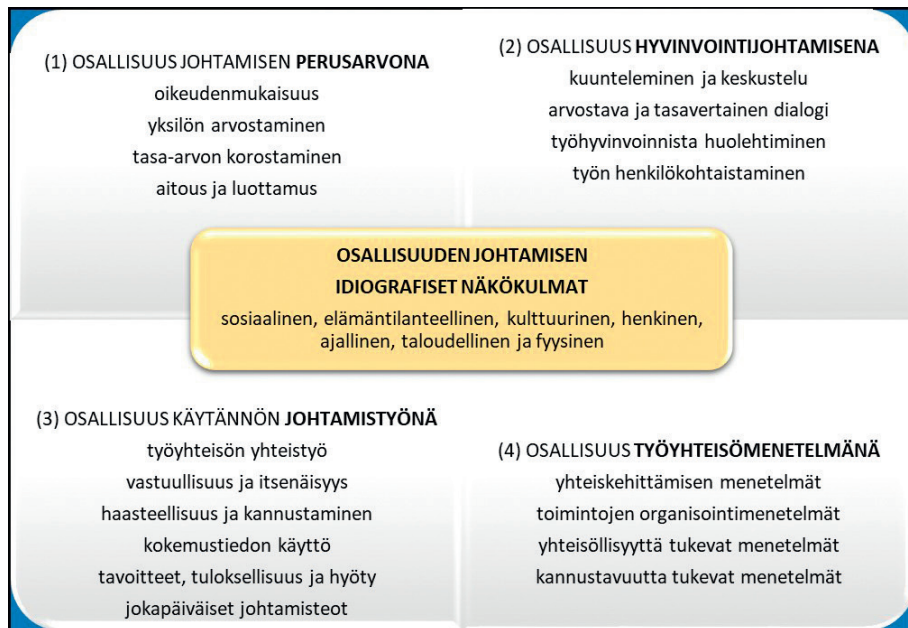 (1) OSALLISUUS JOHTAMISEN PERUSARVONA
oikeudenmukaisuus
yksilön arvostaminen
tasa-arvon korostaminen
aitous ja luottamus
(2) OSALLISUUS HYVINVOINTIJOHTAMISENA
kuunteleminen ja keskustelu
arvostava ja tasavertainen dialogi
työhyvinvoinnista huolehtiminen
työn henkilökohtaistaminen
OSALLISUUDEN JOHTAMISEN
IDIOGRAFISET NÄKÖKULMAT
sosiaalinen, elämäntilanteellinen, kulttuurinen, henkinen,
ajallinen, taloudellinen ja fyysinen
(3) OSALLISUUS KÄYTÄNNÖN JOHTAMISTYÖNÄ
työyhteisön yhteistyö
vastuullisuus ja itsenäisyys
haasteellisuus ja kannustaminen
kokemustiedon käyttö
tavoitteet, tuloksellisuus ja hyöty
jokapäiväiset johtamisteot
(4) OSALLISUUS TYÖYHTEISÖMENETELMÄNÄ
yhteiskehittämisen menetelmät
toimintojen organisointimenetelmät
yhteisöllisyyttä tukevat menetelmät
kannustavuutta tukevat menetelmät